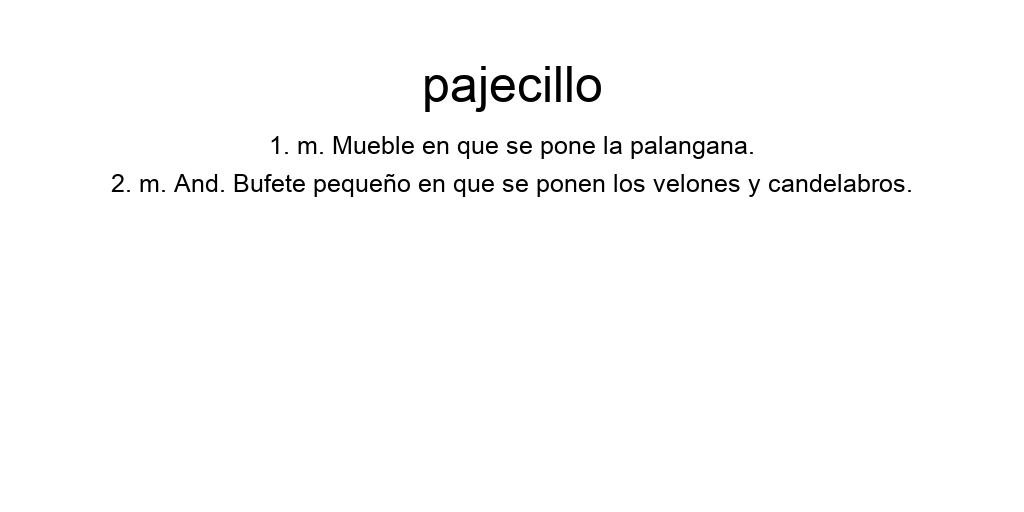 pajecillo
1. m. Mueble en que se pone la palangana.
2. m. And. Bufete pequeño en que se ponen los velones y candelabros.